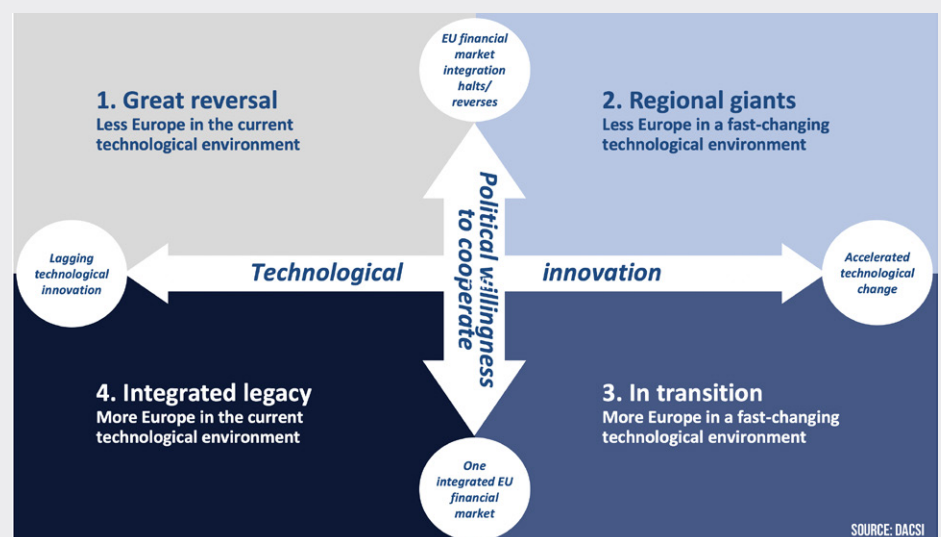 EU financial
market
integration
halts/
reverses
1. Great reversal
Less Europe in the current
technological environment
2. Regional giants
Less Europe in a fast-changing
technological environment
Political willingness
to cooperate
Lagging
technological
innovation
Technological innovation
Accelerated
technological
change
4. Integrated legacy
More Europe in the current
technological environment
3. In transition
More Europe in a fast-changing
technological environment
One
integrated EU
financial
market
SOURCE: DACSI